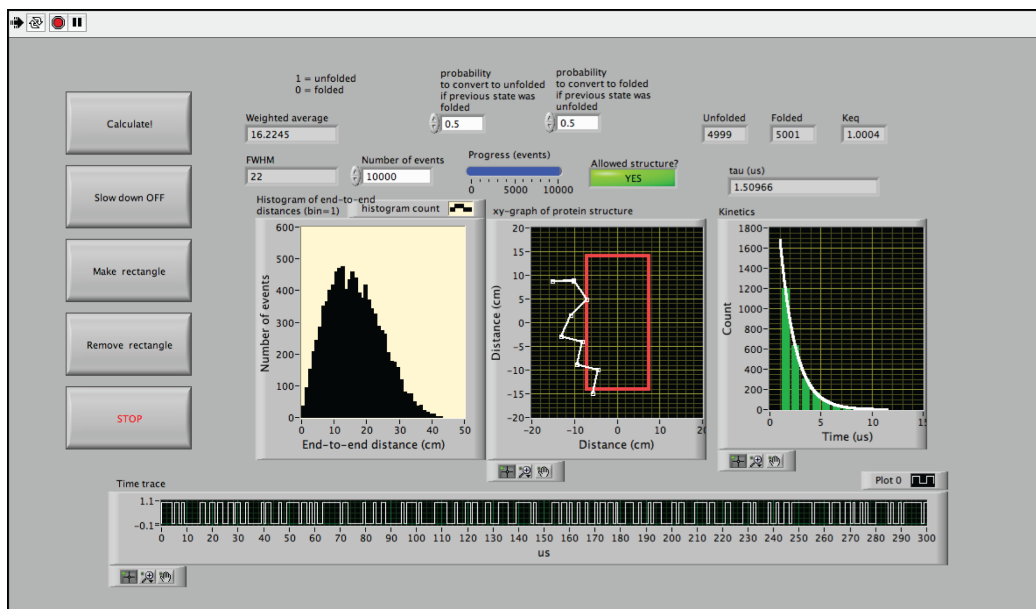 1 = unfolded
0 = folded
probability
to convert to unfolded
if previous state was
folded
0.5
probability
to convert to folded
if previous state was
unfolded
0.5
Calculate!
Slow down OFF
Make rectangle
Remove rectangle
STOP
Weighted average
16.2245
Unfolded
4999
Folded
5001
Keq
1.0004
FWHM
22
Number of events
10000
Progress (events)
0 5000 10000
Allowed structure?
YES
tau (us)
1.50966
Histogram of end-to-end
distances (bin=1)
histogram count
600
500
400
300
200
100
0
Number of events
0 10 20 30 40 50
End-to-end distance (cm)
xy-graph of protein structure
20
15
10
5
0
-5
-10
-15
-20
Distance (cm)
-20 -10 0 10 20
Distance (cm)
Kinetics
1800
1600
1400
1200
1000
800
600
400
200
0
Count
0 5 10 15
Time (us)
Time trace
Plot 0
1.1
-0.1
0 10 20 30 40 50 60 70 80 90 100 110 120 130 140 150 160 170 180 190 200 210 220 230 240 250 260 270 280 290 300
us